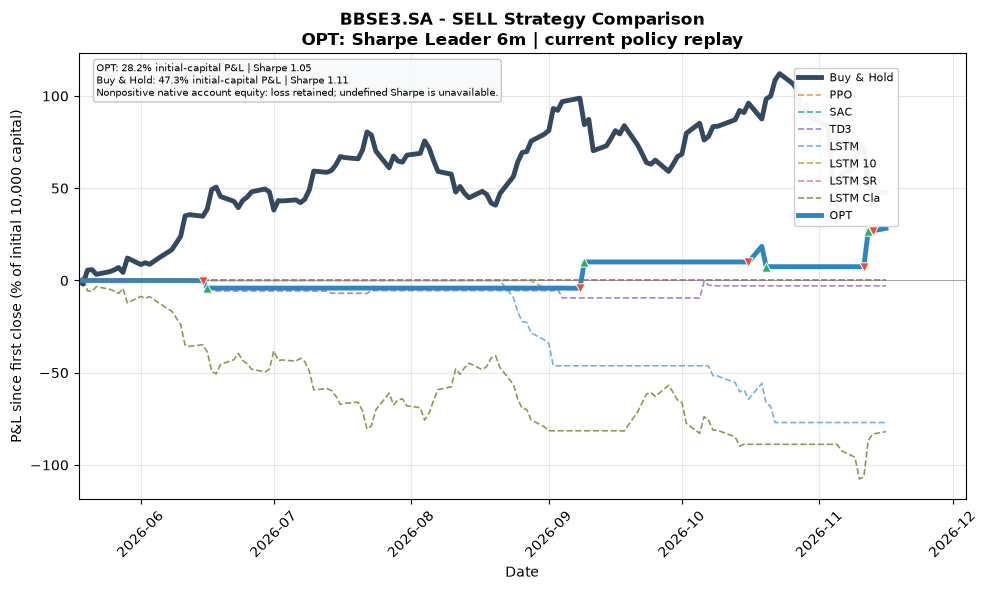 BBSE3.SA - SELL Strategy Comparison
OPT: Sharpe Leader 6m | current policy replay
OPT: 28.2% initial-capital P&L | Sharpe 1.05
Buy & Hold: 47.3% initial-capital P&L | Sharpe 1.11
Nonpositive native account equity: loss retained; undefined Sharpe is unavailable.
Buy & Hold
PPO
SAC
TD3
LSTM
LSTM 10
LSTM SR
LSTM Cla
OPT
P&L since first close (% of initial 10,000 capital)
100
50
0
−50
−100
2026-06
2026-07
2026-08
2026-09
2026-10
2026-11
2026-12
Date